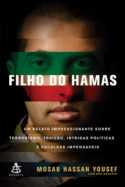 FILHO DO HAMAS
UM RELATO IMPRESSIONANTE SOBRE
TERRORISMO, TRAIÇÃO, INTRIGAS POLÍTICAS
E ESCOLHAS IMPENSÁVEIS
MOSAB HASSAN YOUSEF